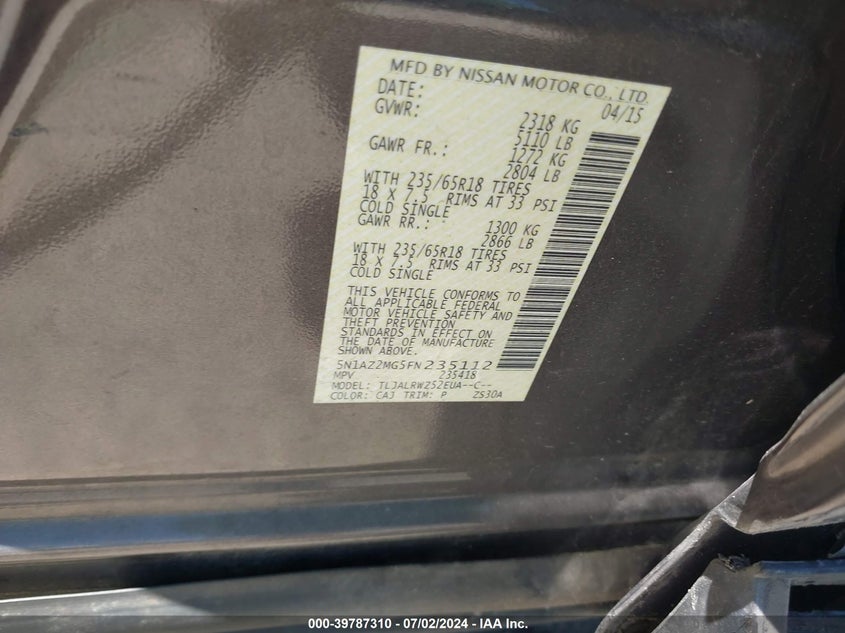 MFD BY NISSAN MOTOR CO., LTD.
DATE: 04/15
GVWR: 2318 KG
5110 LB
GAWR FR.: 1272 KG
2804 LB
WITH 235/65R18 TIRES
18 X 7.5 RIMS AT 33 PSI
COLD SINGLE
GAWR RR.: 1300 KG
2866 LB
WITH 235/65R18 TIRES
18 X 7.5 RIMS AT 33 PSI
COLD SINGLE
THIS VEHICLE CONFORMS TO
ALL APPLICABLE FEDERAL
MOTOR VEHICLE SAFETY AND
THEFT PREVENTION
STANDARDS IN EFFECT ON
THE DATE OF MANUFACTURE
5N1AZ2MG5FN235112
MPV 235418
MODEL: TLJALRWZ52EUA--C--
COLOR: CAJ TRIM: P ZS30A
000-39787310 - 07/02/2024 - IAA Inc.